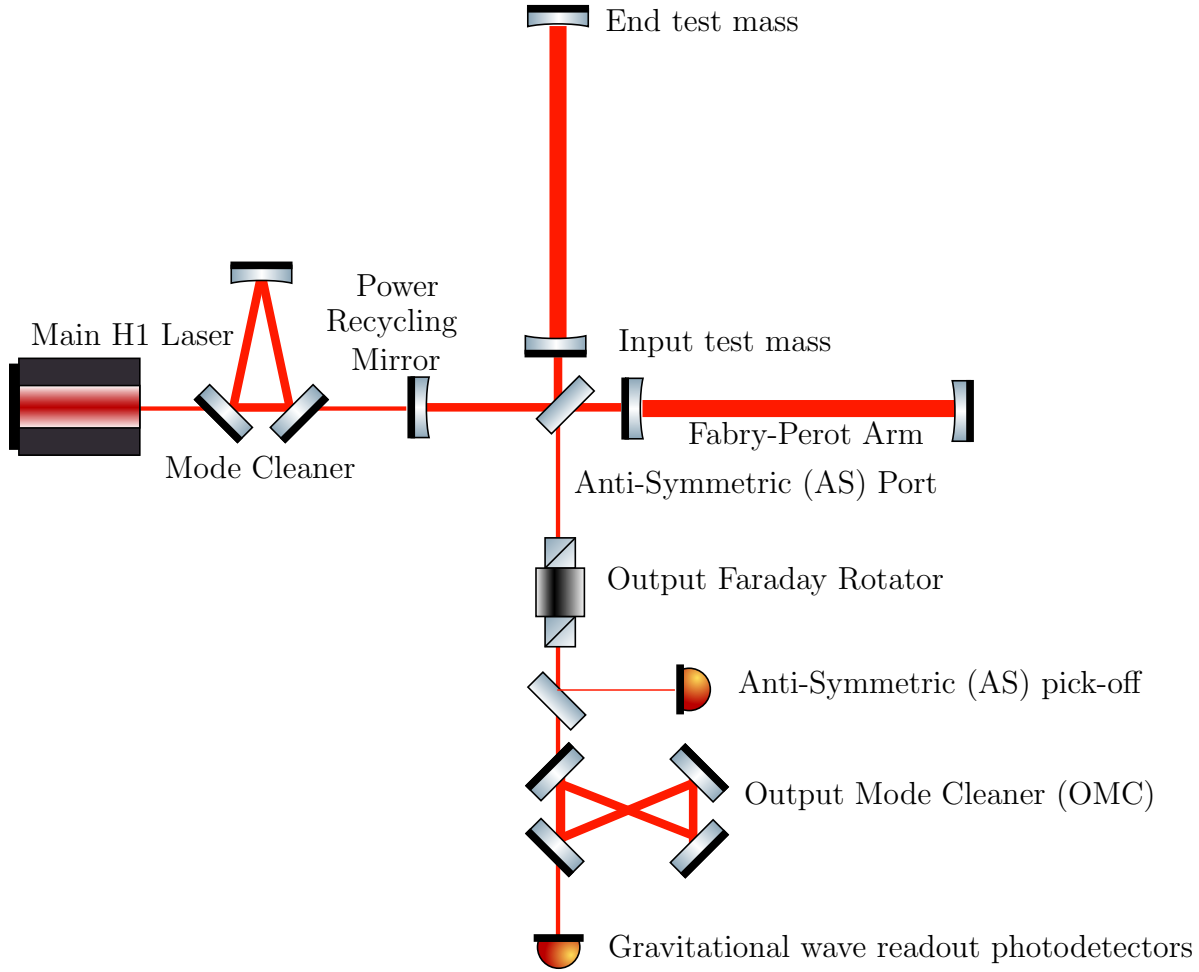 End test mass
Power
Recycling
Mirror
Main H1 Laser
Input test mass
Fabry-Perot Arm
Mode Cleaner
Anti-Symmetric (AS) Port
Output Faraday Rotator
Anti-Symmetric (AS) pick-off
Output Mode Cleaner (OMC)
Gravitational wave readout photodetectors